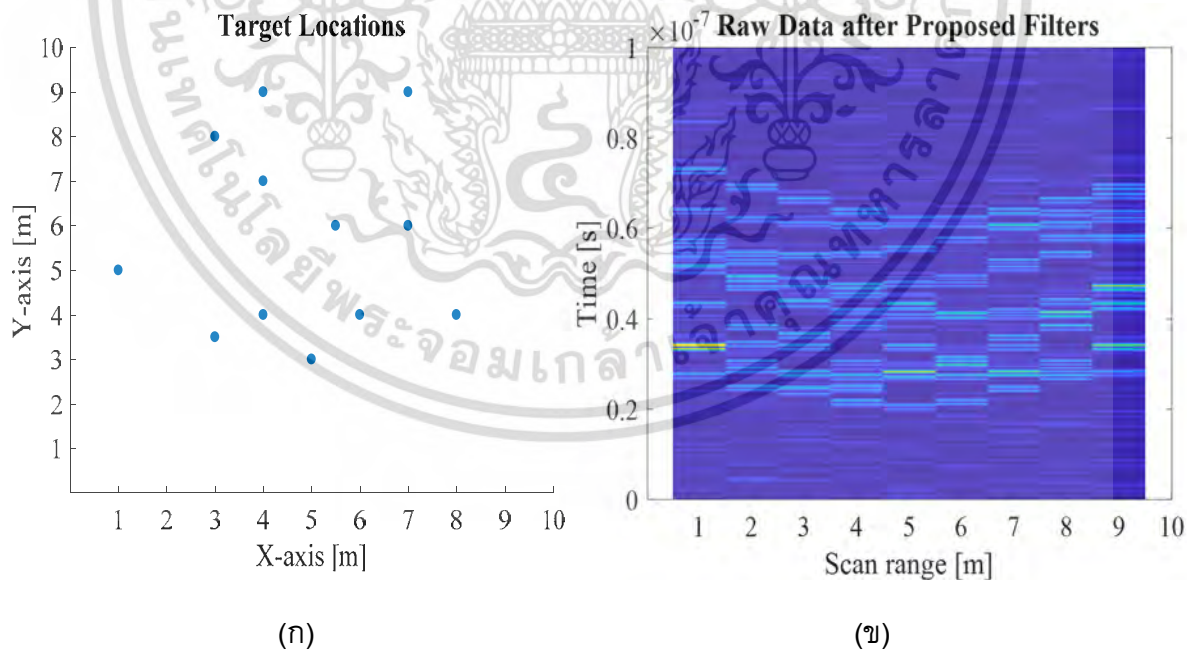 Target Locations
10
9
8
7
6
5
4
3
2
1
Y-axis [m]
1 2 3 4 5 6 7 8 9 10
X-axis [m]
(ก)
×10⁻⁷ Raw Data after Proposed Filters
1
0.8
0.6
0.4
0.2
0
Time [s]
1 2 3 4 5 6 7 8 9 10
Scan range [m]
(ข)